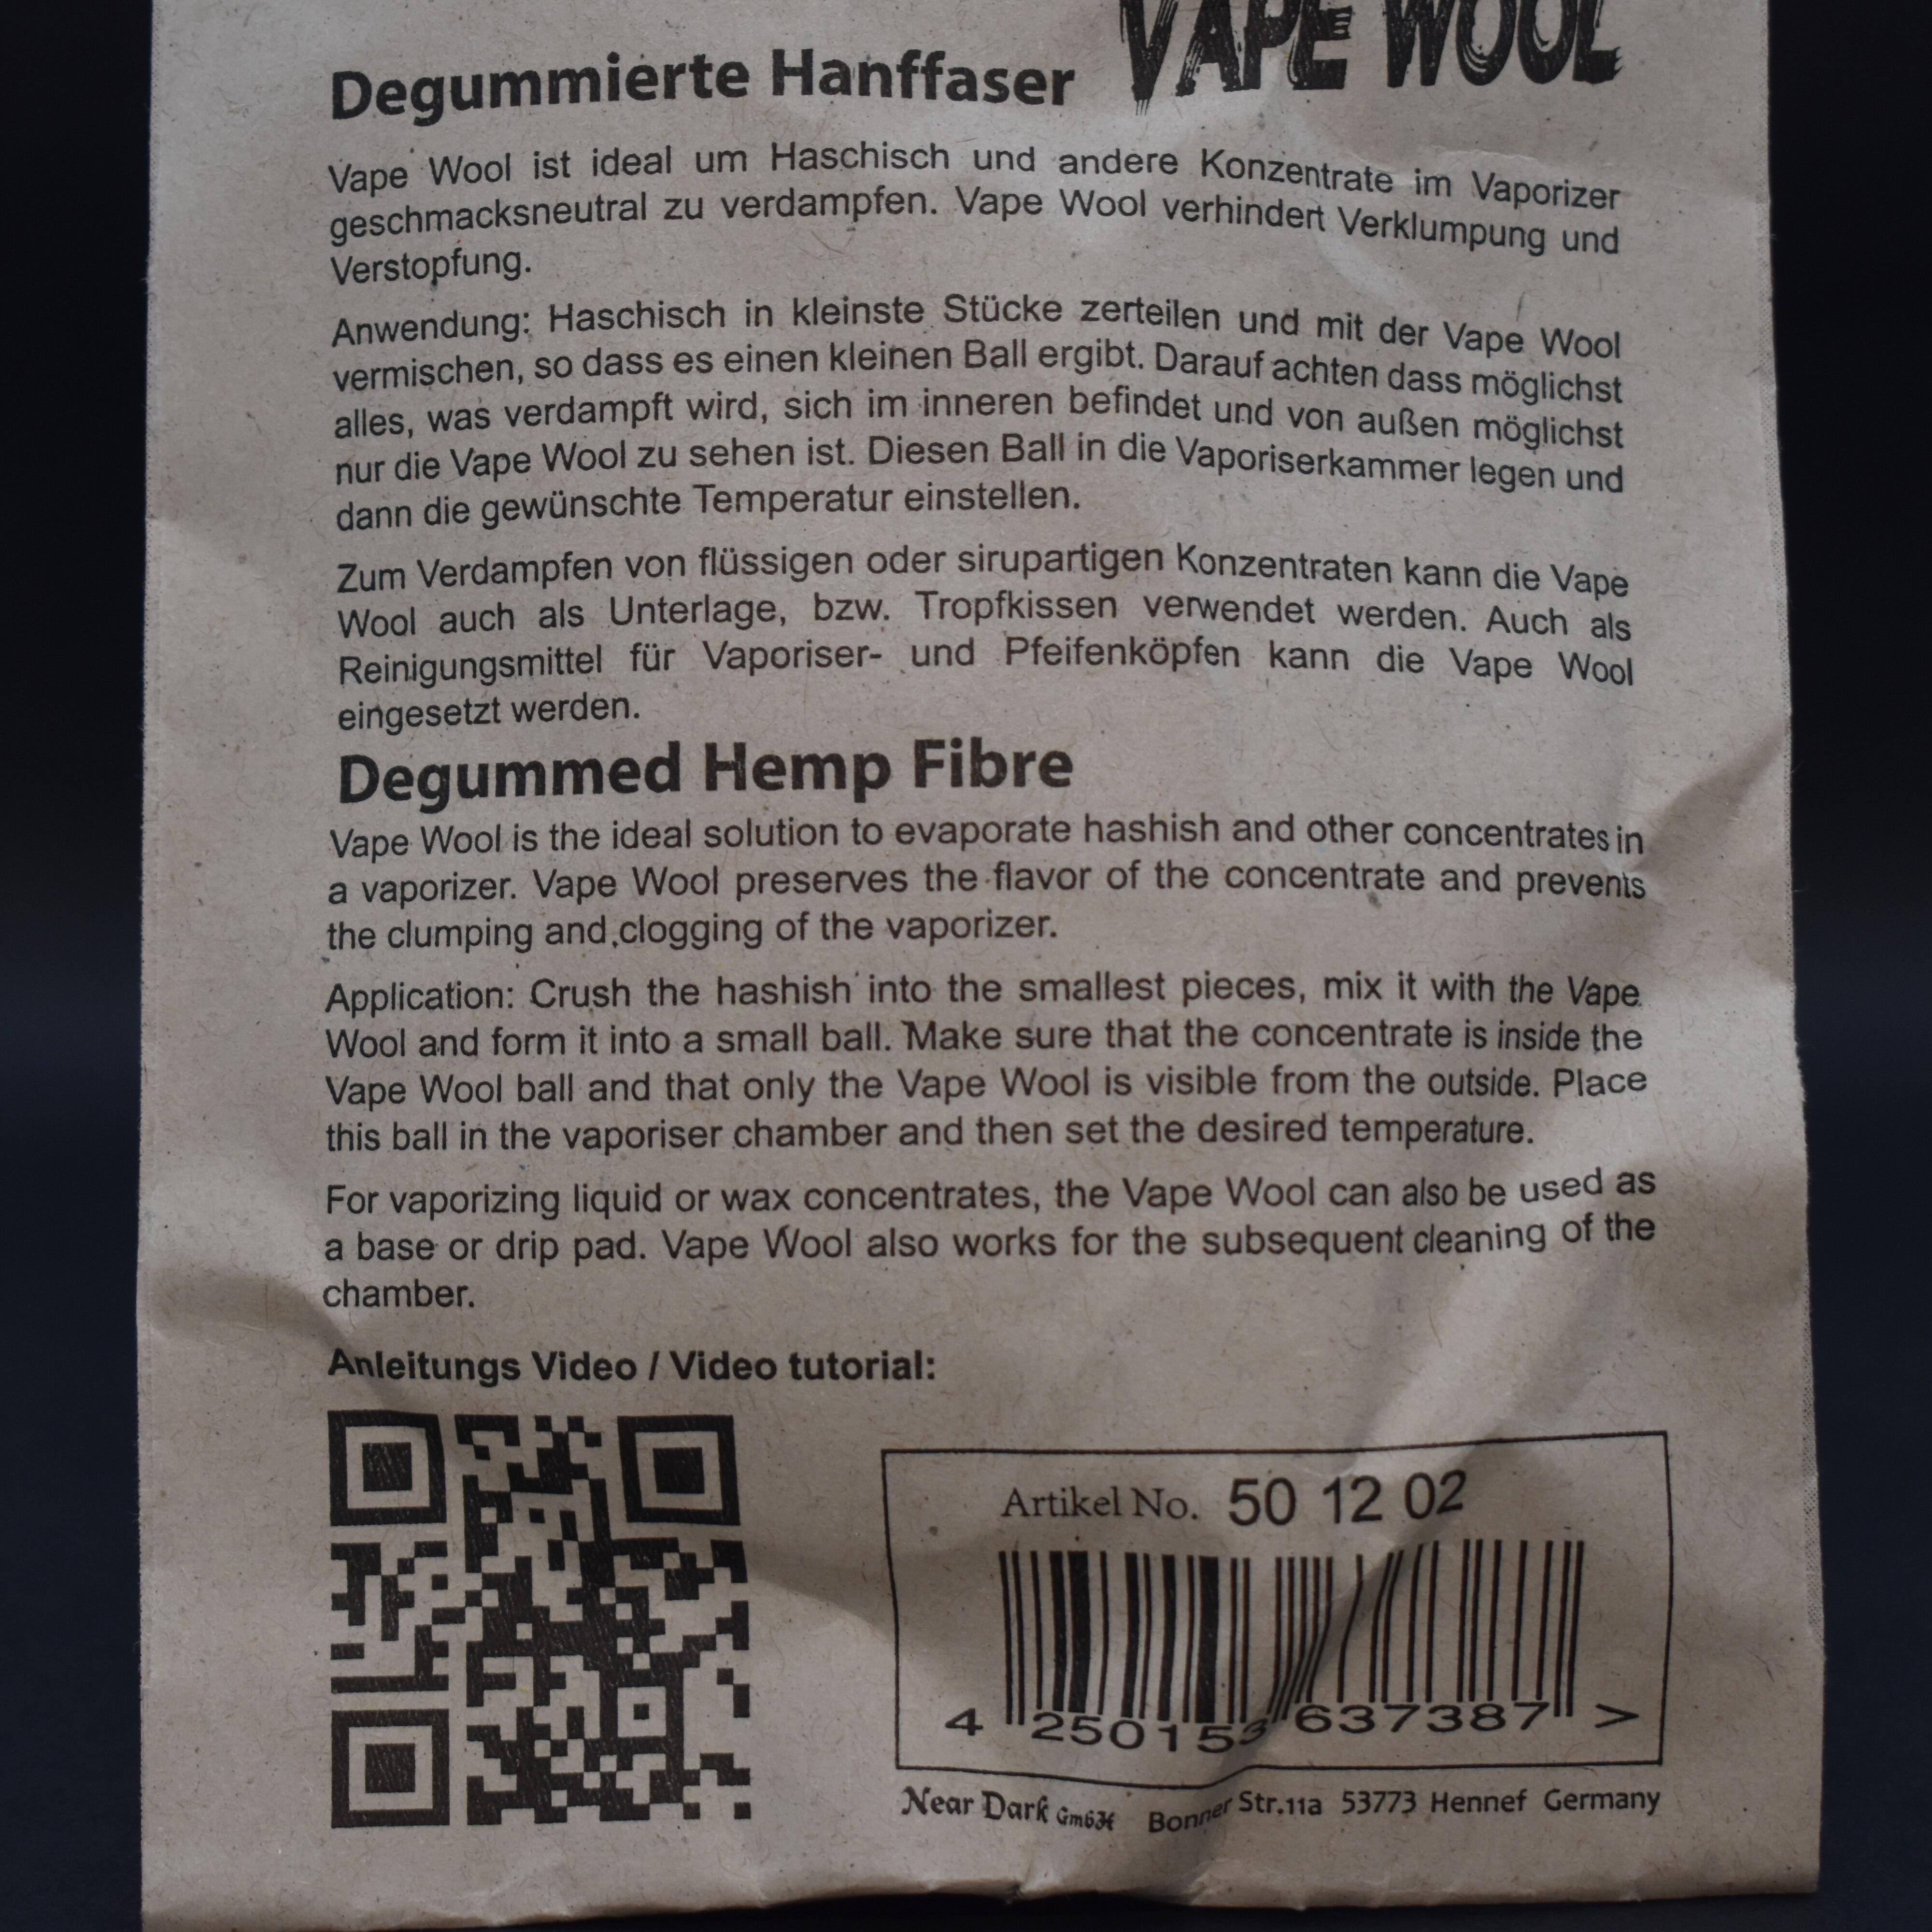 VAPE WOOL
Degummierte Hanffaser
Vape Wool ist ideal um Haschisch und andere Konzentrate im Vaporizer
geschmacksneutral zu verdampfen. Vape Wool verhindert Verklumpung und
Verstopfung.
Anwendung: Haschisch in kleinste Stücke zerteilen und mit der Vape Wool
vermischen, so dass es einen kleinen Ball ergibt. Darauf achten dass möglichst
alles, was verdampft wird, sich im inneren befindet und von außen möglichst
nur die Vape Wool zu sehen ist. Diesen Ball in die Vaporiserkammer legen und
dann die gewünschte Temperatur einstellen.
Zum Verdampfen von flüssigen oder sirupartigen Konzentraten kann die Vape
Wool auch als Unterlage, bzw. Tropfkissen verwendet werden. Auch als
Reinigungsmittel für Vaporiser- und Pfeifenköpfen kann die Vape Wool
eingesetzt werden.
Degummed Hemp Fibre
Vape Wool is the ideal solution to evaporate hashish and other concentrates in
a vaporizer. Vape Wool preserves the flavor of the concentrate and prevents
the clumping and clogging of the vaporizer.
Application: Crush the hashish into the smallest pieces, mix it with the Vape
Wool and form it into a small ball. Make sure that the concentrate is inside the
Vape Wool ball and that only the Vape Wool is visible from the outside. Place
this ball in the vaporiser chamber and then set the desired temperature.
For vaporizing liquid or wax concentrates, the Vape Wool can also be used as
a base or drip pad. Vape Wool also works for the subsequent cleaning of the
chamber.
Anleitungs Video / Video tutorial:
Artikel No. 50 12 02
4 250153 637387 >
Near Dark GmbH Bonner Str.11a 53773 Hennef Germany